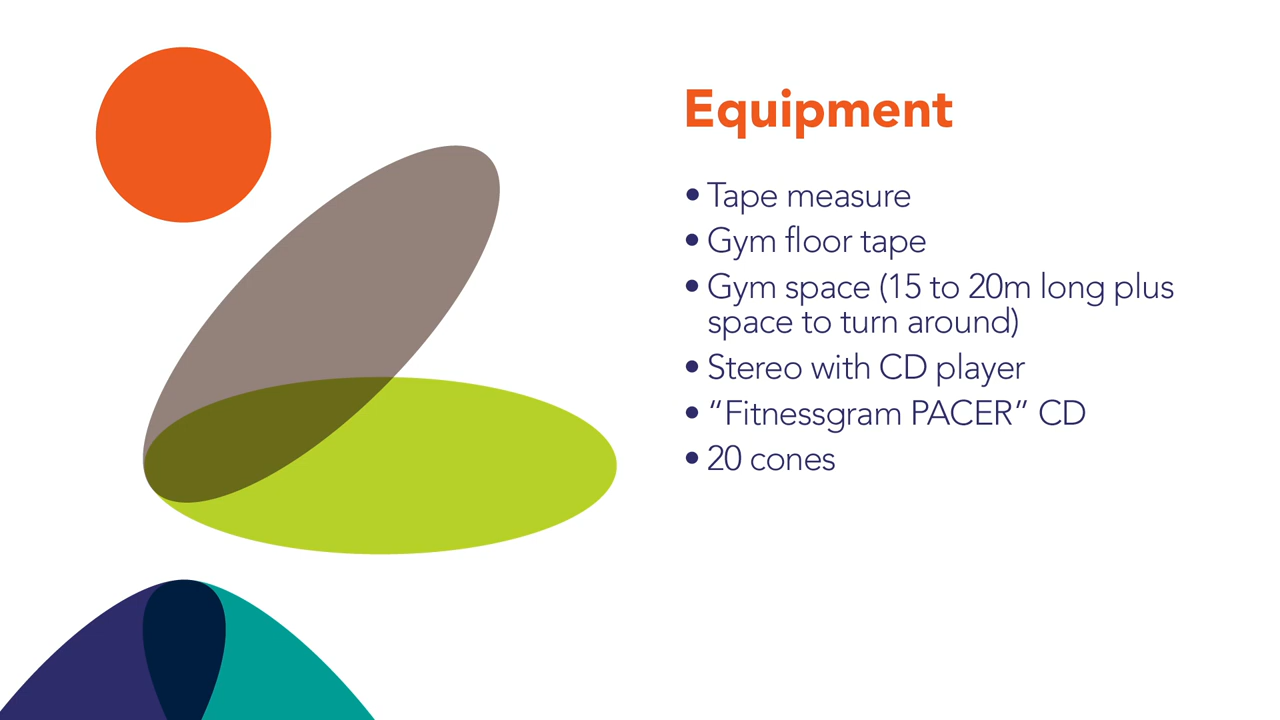 Equipment
• Tape measure
• Gym floor tape
• Gym space (15 to 20m long plus
space to turn around)
• Stereo with CD player
• “Fitnessgram PACER” CD
• 20 cones